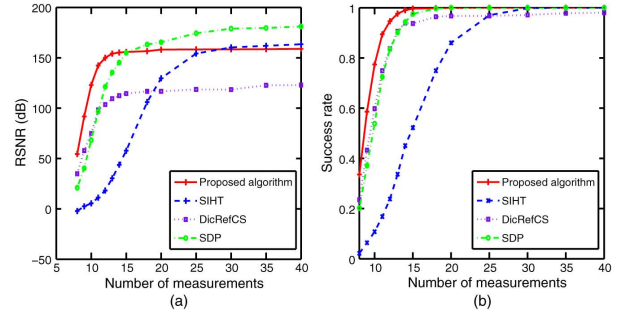 200
150
100
50
0
−50
5
10
15
20
25
30
35
40
RSNR (dB)
Number of measurements
Proposed algorithm
SIHT
DicRefCS
SDP
(a)
1
0.8
0.6
0.4
0.2
0
10
15
20
25
30
35
40
Success rate
Number of measurements
Proposed algorithm
SIHT
DicRefCS
SDP
(b)